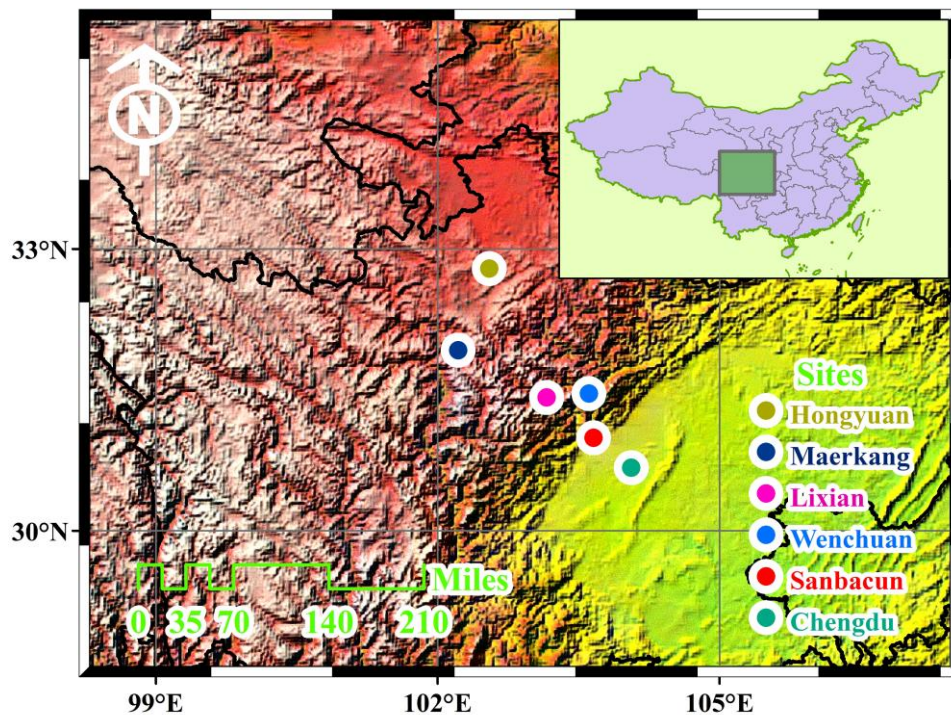 N
33°N
30°N
Sites
Hongyuan
Maerkang
Lixian
Wenchuan
Sanbacun
Chengdu
Miles
0 35 70 140 210
99°E 102°E 105°E